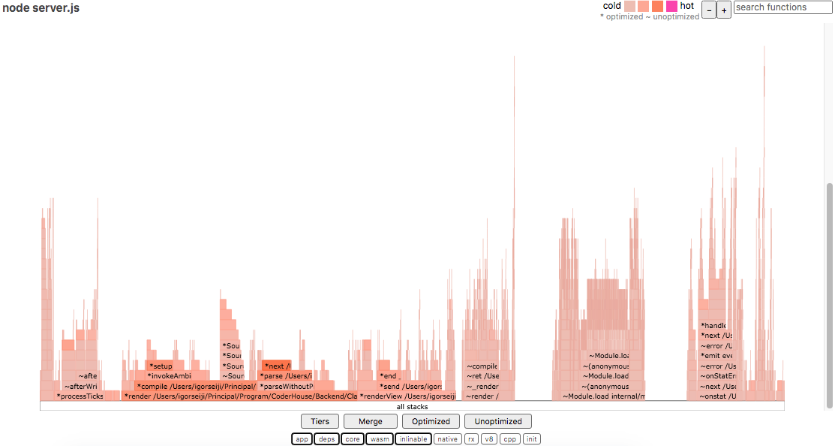 node server.js
cold hot
* optimized ~ unoptimized
− +
search functions
*handle
*Sou *next /Us
*Sou ~Module.loa ~error /U
*setup *Sour *next / *compile ~(anonymous *emit eve
~afte *invokeAmbi ~Sour *parse /Users/i *end ~ret /Use ~Module.load ~error /Us
~afterWri *compile /Users/igorseiji/Principal/ *parseWithoutP *send /Users/igor ~_render ~(anonymous ~next /Us
*processTicks *render /Users/igorseiji/Principal/Program/CoderHouse/Backend/Cla *renderView /Users/igorseij ~render / ~Module.load internal/m ~onstat /U
all stacks
Tiers Merge Optimized Unoptimized
app deps core wasm inlinable native rx v8 cpp init